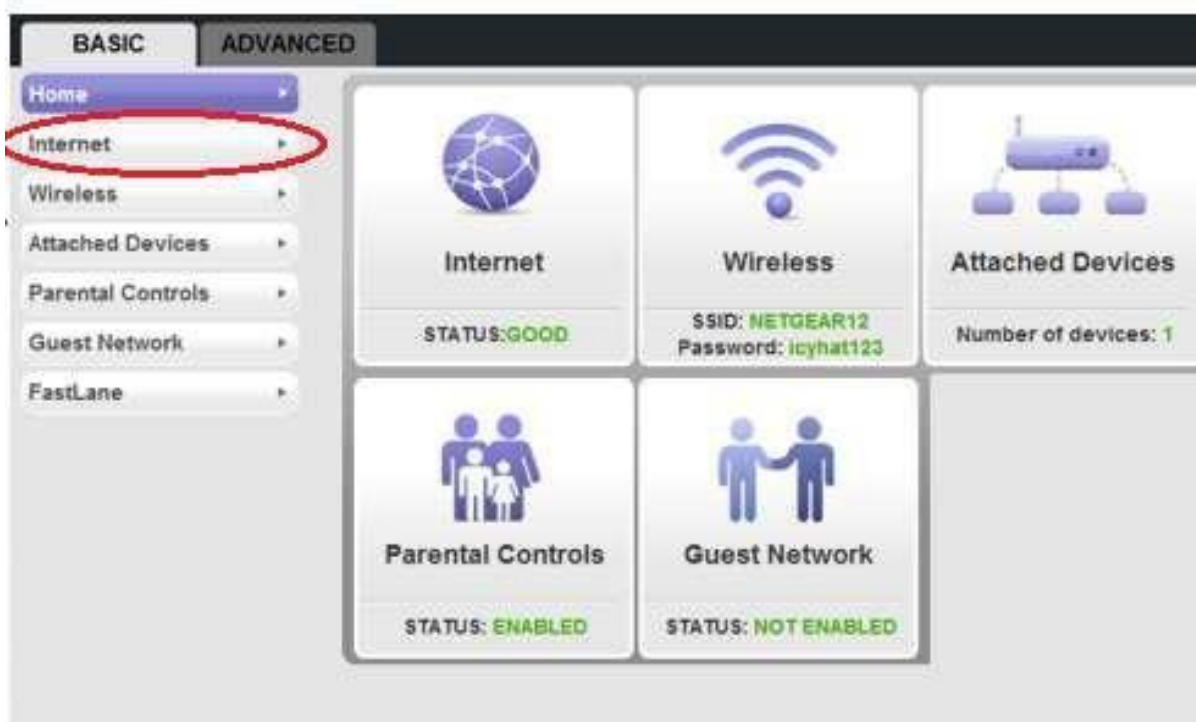 BASIC
ADVANCED
Home
Internet
Wireless
Attached Devices
Parental Controls
Guest Network
FastLane
Internet
STATUS:GOOD
Wireless
SSID: NETGEAR12
Password: icyhat123
Attached Devices
Number of devices: 1
Parental Controls
STATUS: ENABLED
Guest Network
STATUS: NOT ENABLED